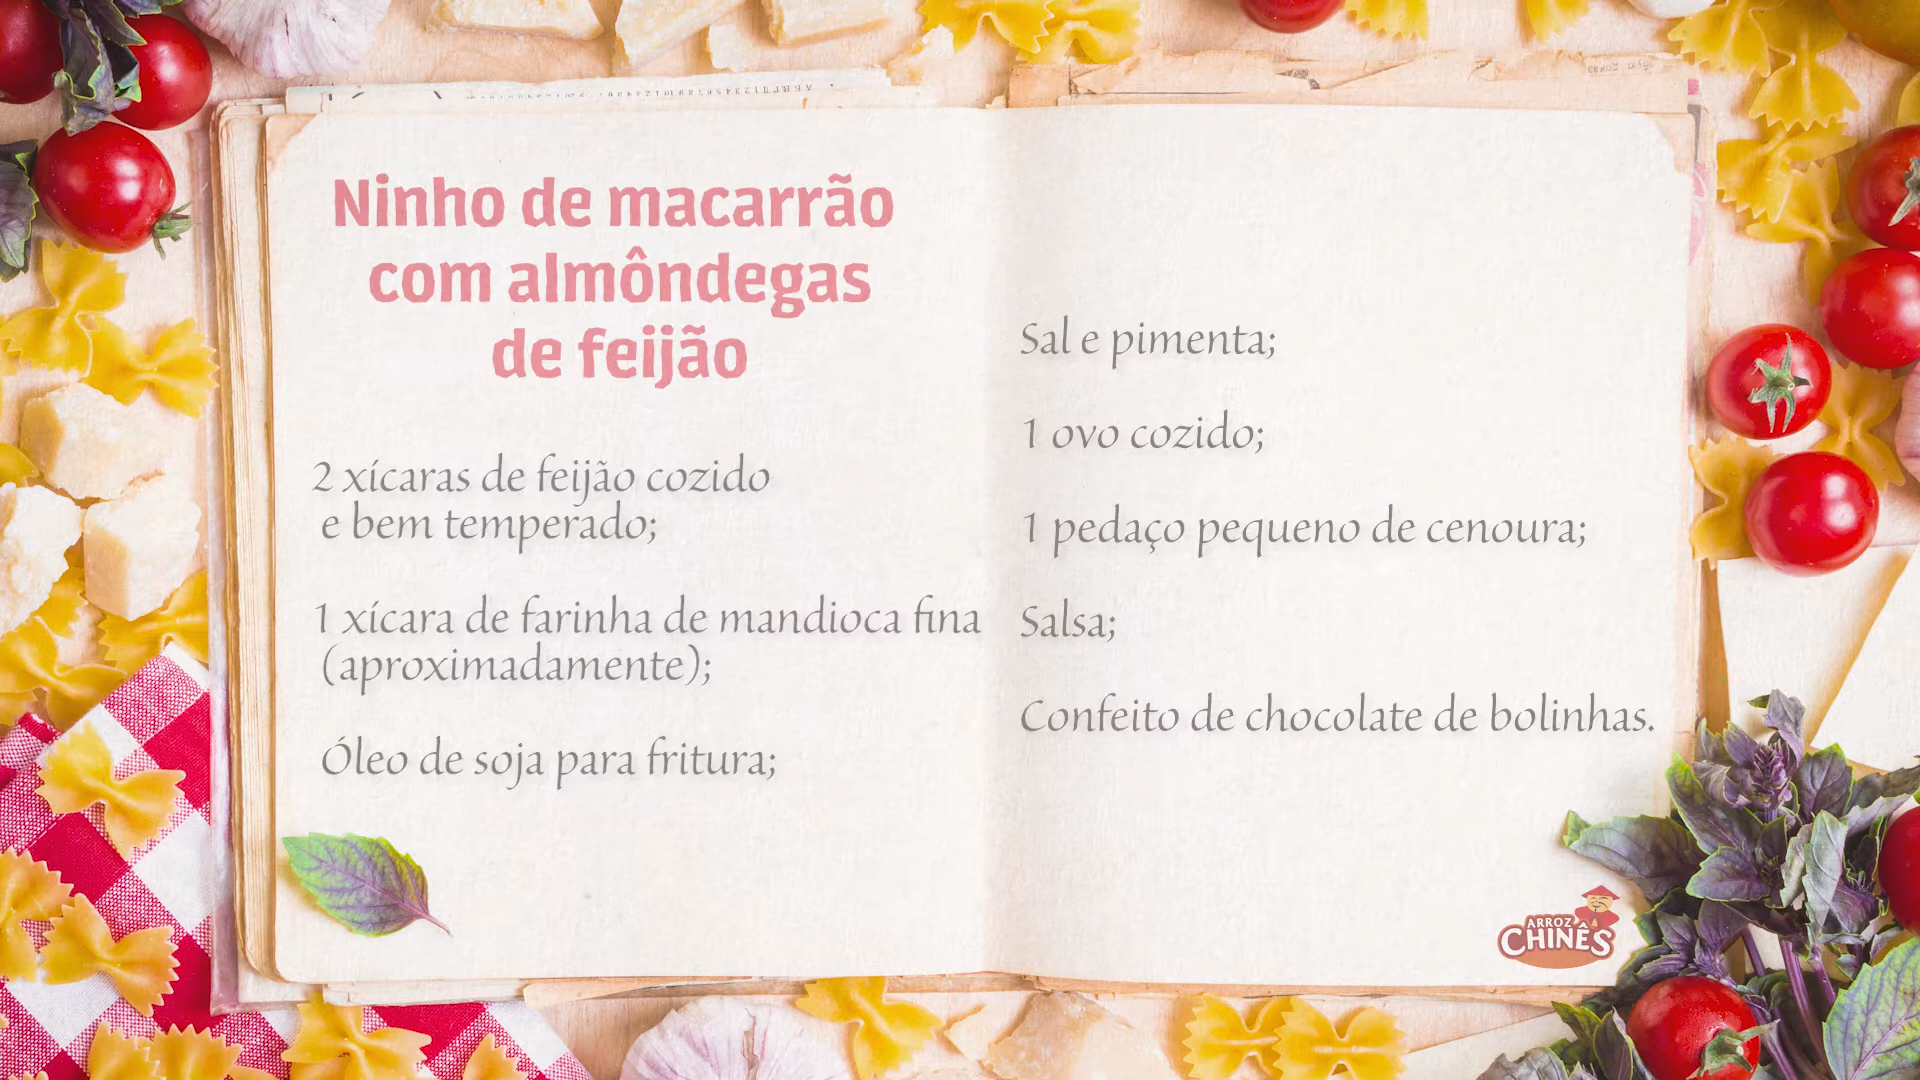 Ninho de macarrão
com almôndegas
de feijão
2 xícaras de feijão cozido
e bem temperado;
1 xícara de farinha de mandioca fina
(aproximadamente);
Óleo de soja para fritura;
Sal e pimenta;
1 ovo cozido;
1 pedaço pequeno de cenoura;
Salsa;
Confeito de chocolate de bolinhas.
ARROZ
CHINÊS